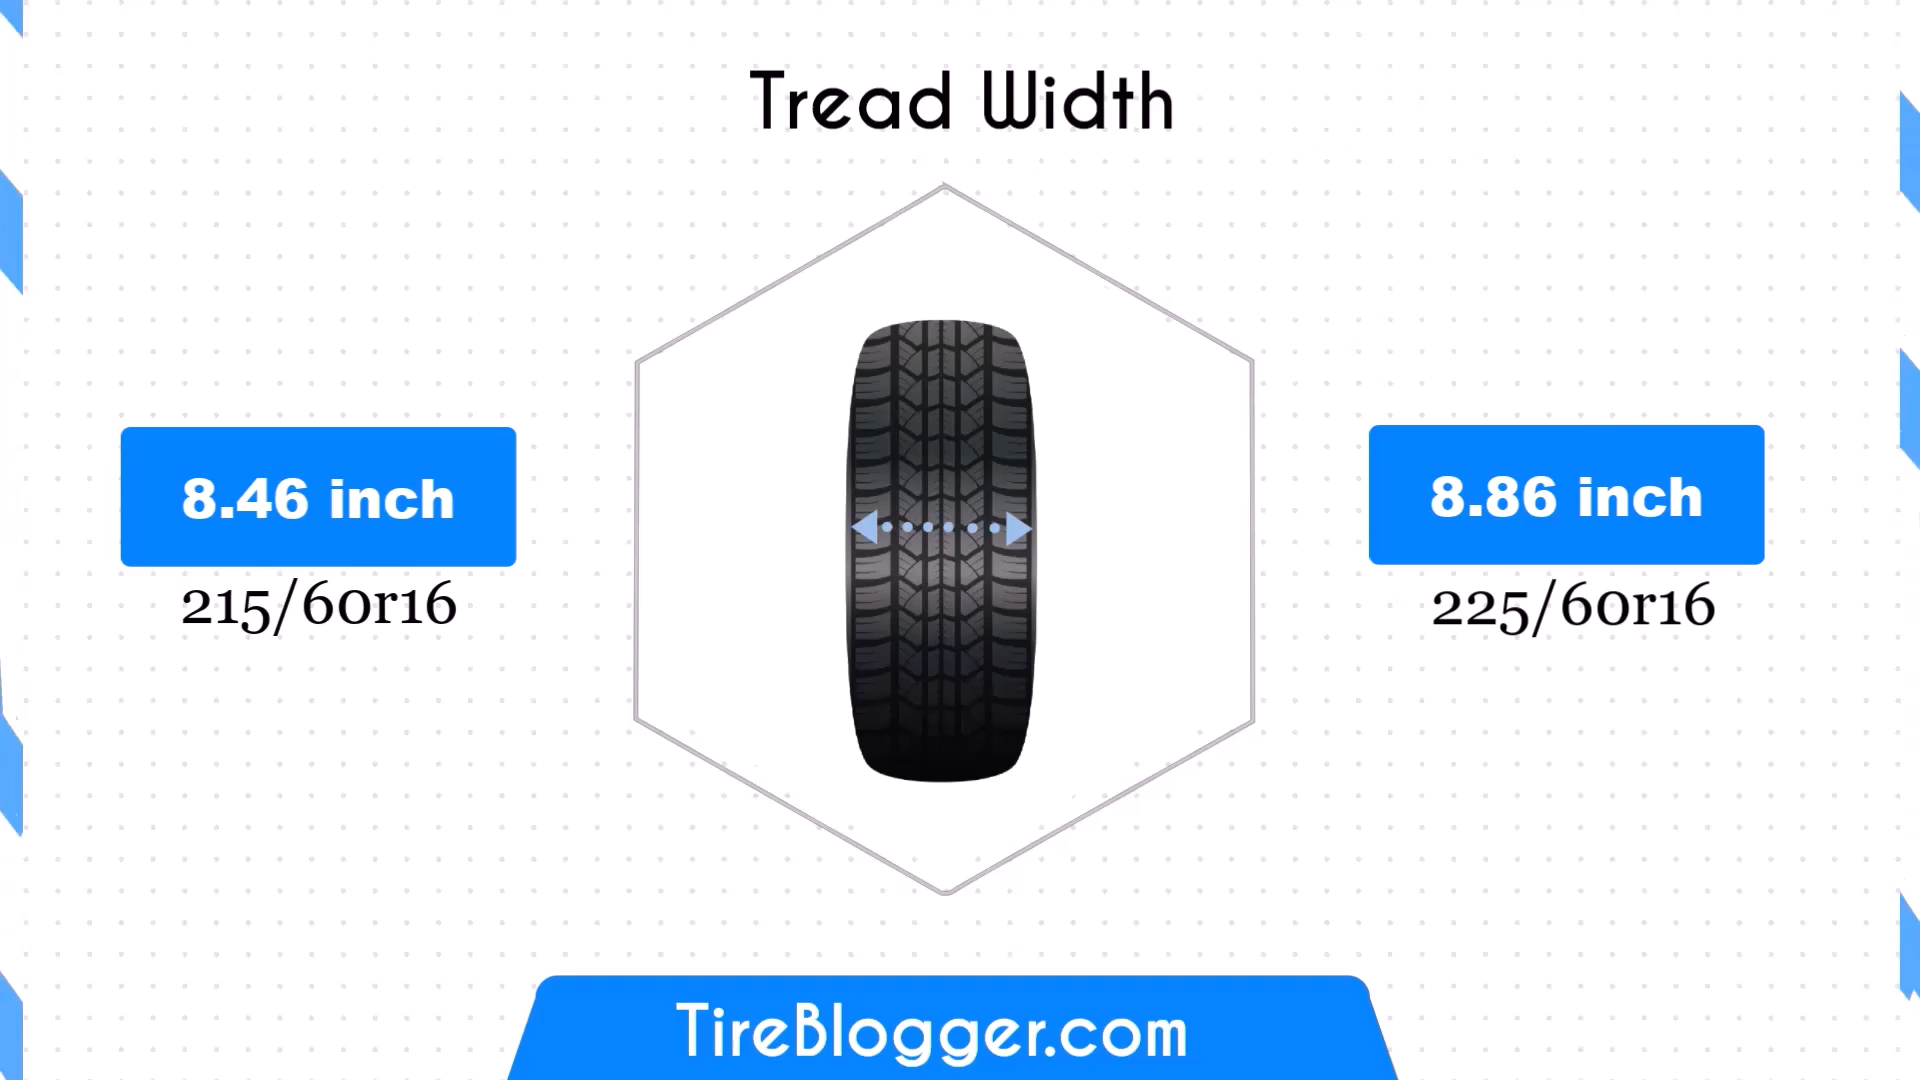 Tread Width
8.46 inch
215/60r16
8.86 inch
225/60r16
TireBlogger.com